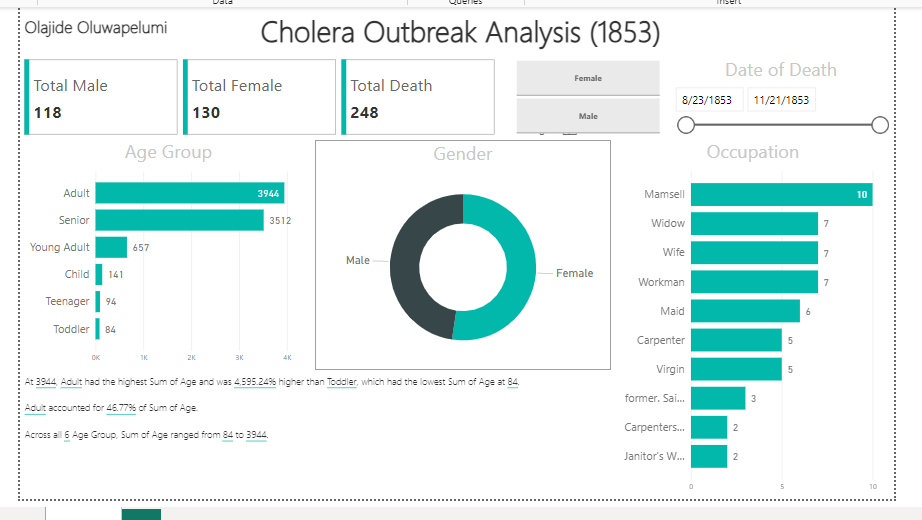 Data
Queries
Insert
Olajide Oluwapelumi
Cholera Outbreak Analysis (1853)
Total Male
118
Total Female
130
Total Death
248
Female
Male
Date of Death
8/23/1853
11/21/1853
Age Group
Adult 3944
Senior 3512
Young Adult 657
Child 141
Teenager 94
Toddler 84
0K 1K 2K 3K 4K
Gender
Male
Female
Occupation
Mamsell 10
Widow 7
Wife 7
Workman 7
Maid 6
Carpenter 5
Virgin 5
former. Sai... 3
Carpenters... 2
Janitor's W... 2
0 5 10
At 3944, Adult had the highest Sum of Age and was 4,595.24% higher than Toddler, which had the lowest Sum of Age at 84.
Adult accounted for 46.77% of Sum of Age.
Across all 6 Age Group, Sum of Age ranged from 84 to 3944.